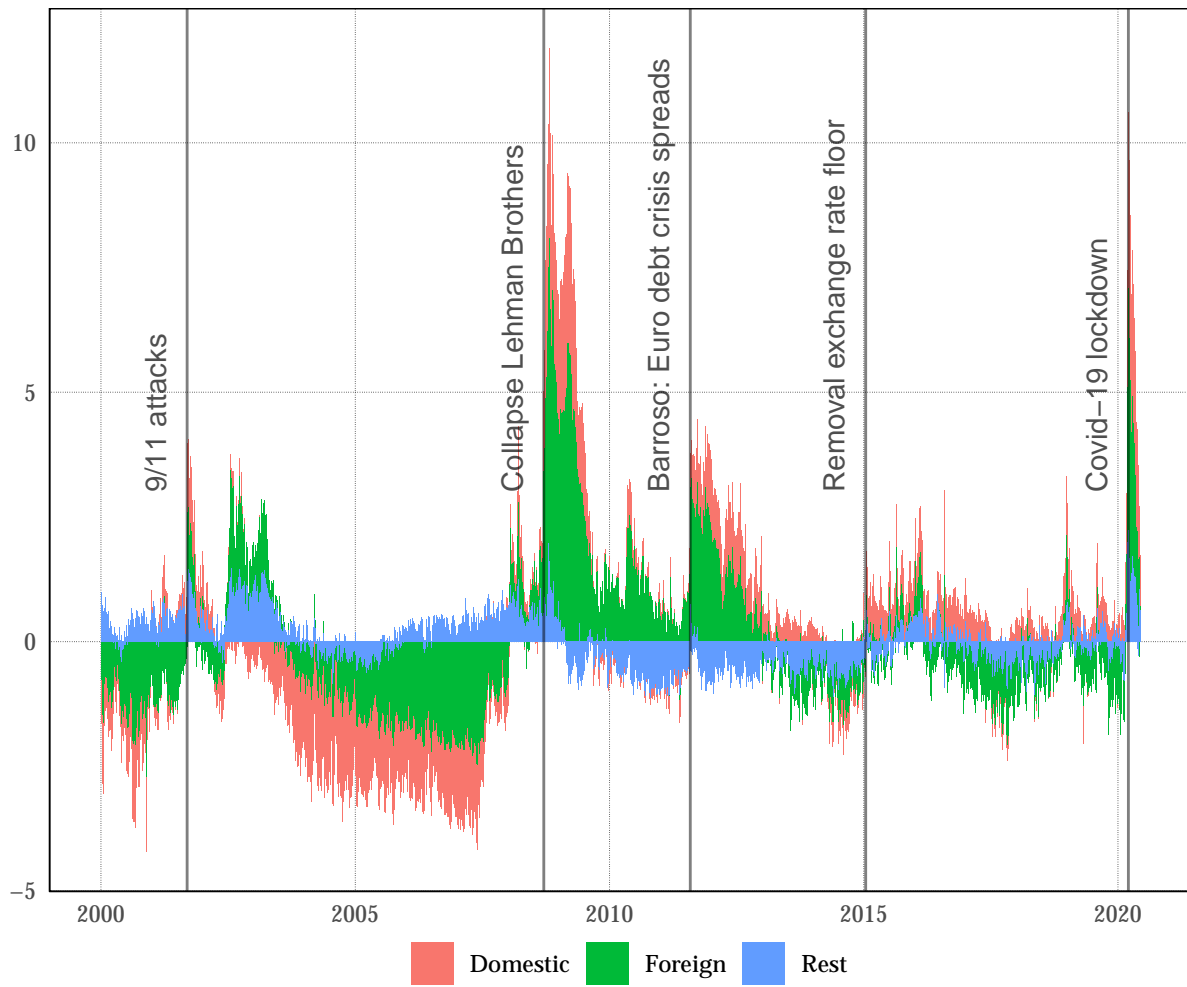 10
5
0
−5
9/11 attacks
Collapse Lehman Brothers
Barroso: Euro debt crisis spreads
Removal exchange rate floor
Covid−19 lockdown
2000 2005 2010 2015 2020
Domestic Foreign Rest